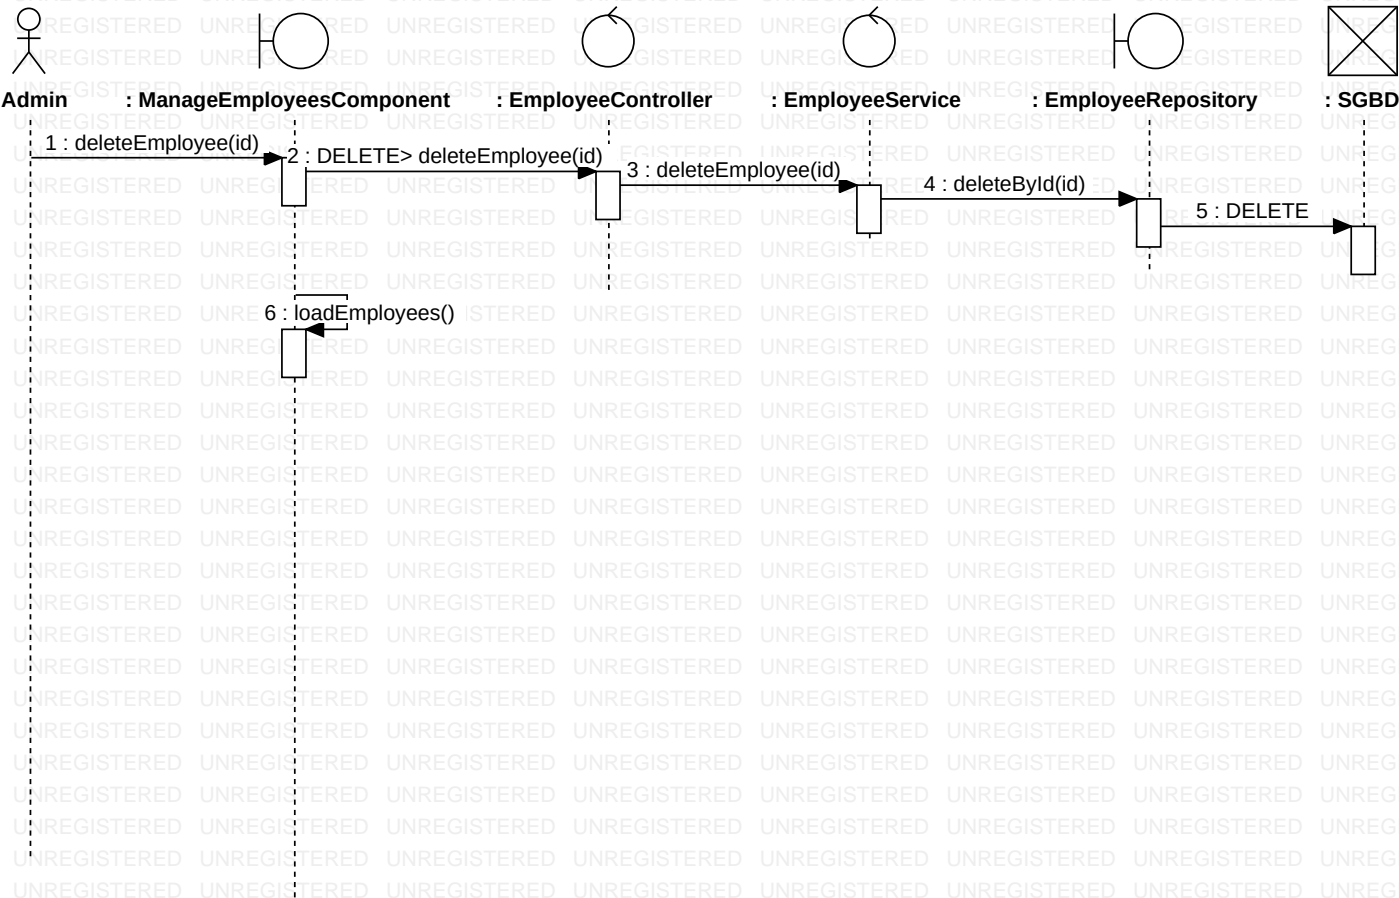 Admin
: ManageEmployeesComponent
: EmployeeController
: EmployeeService
: EmployeeRepository
: SGBD
1 : deleteEmployee(id)
2 : DELETE> deleteEmployee(id)
3 : deleteEmployee(id)
4 : deleteById(id)
5 : DELETE
6 : loadEmployees()
UNREGISTERED